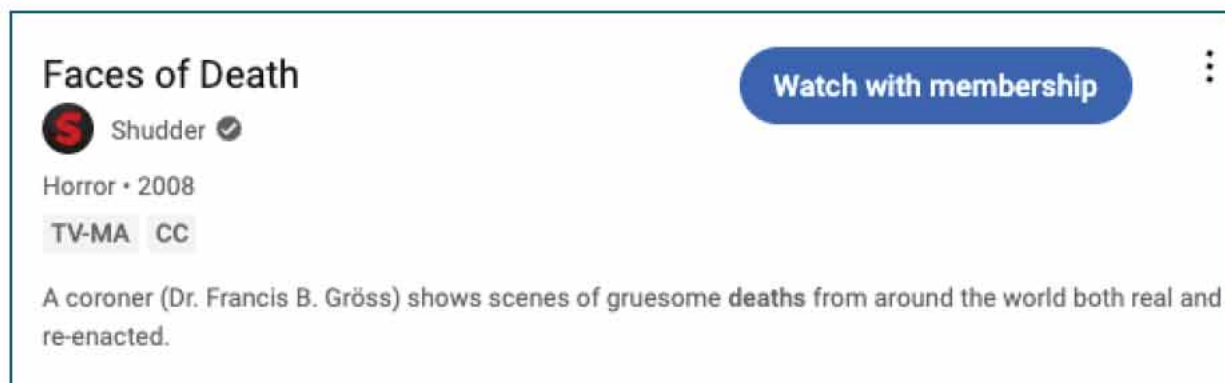 Faces of Death
Watch with membership
S
Shudder
Horror • 2008
TV-MA CC
A coroner (Dr. Francis B. Gröss) shows scenes of gruesome deaths from around the world both real and
re-enacted.